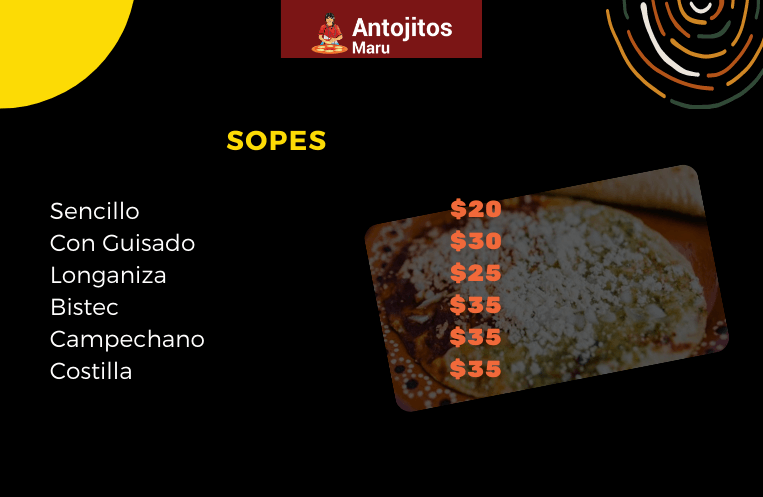 Antojitos
Maru
SOPES
Sencillo $20
Con Guisado $30
Longaniza $25
Bistec $35
Campechano $35
Costilla $35